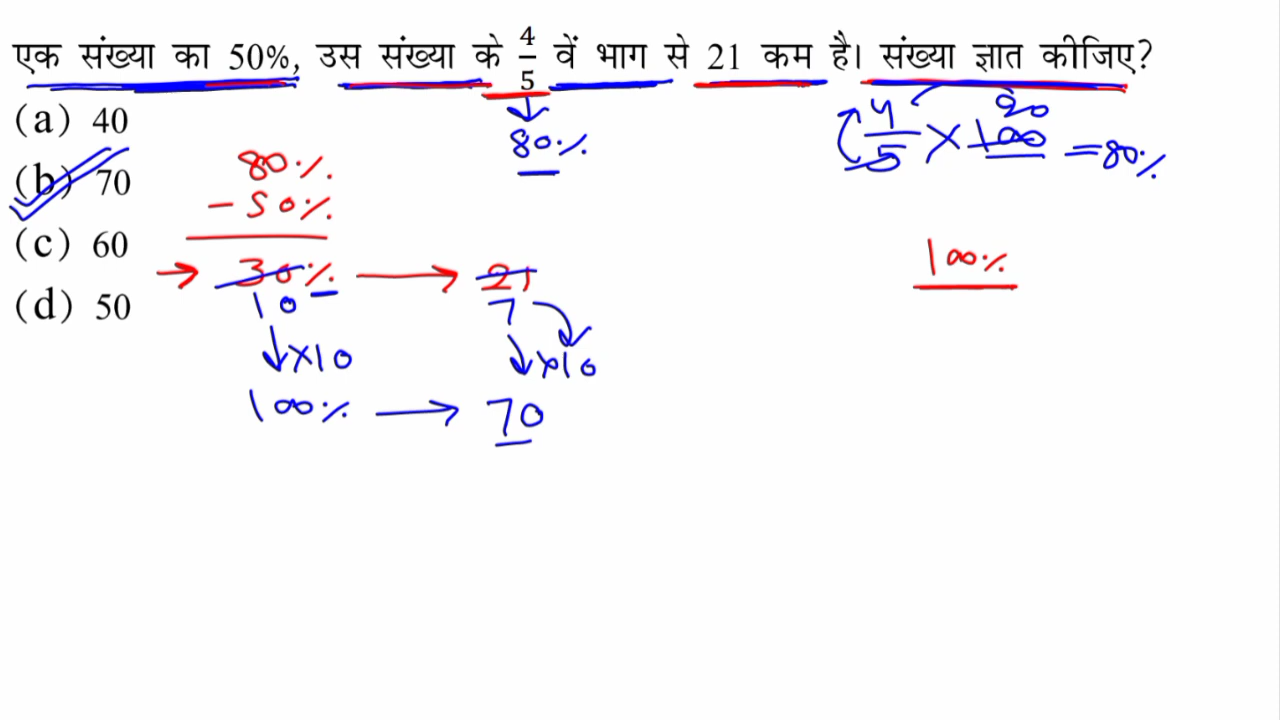 एक संख्या का 50%, उस संख्या के 4/5 वें भाग से 21 कम है। संख्या ज्ञात कीजिए?
(a) 40
(b) 70
(c) 60
(d) 50
80%
4/5 × 100 20 = 80%
80%
- 50%
→ 30% → 21
10 7
↓×10 ↓×10
100% → 70
100%